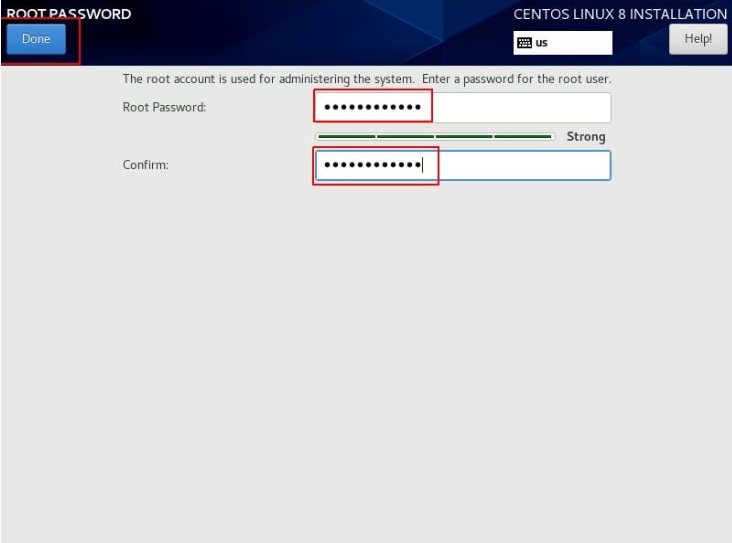 ROOT PASSWORD
CENTOS LINUX 8 INSTALLATION
Done
us
Help!
The root account is used for administering the system. Enter a password for the root user.
Root Password:
●●●●●●●●●●●●
Strong
Confirm:
●●●●●●●●●●●●